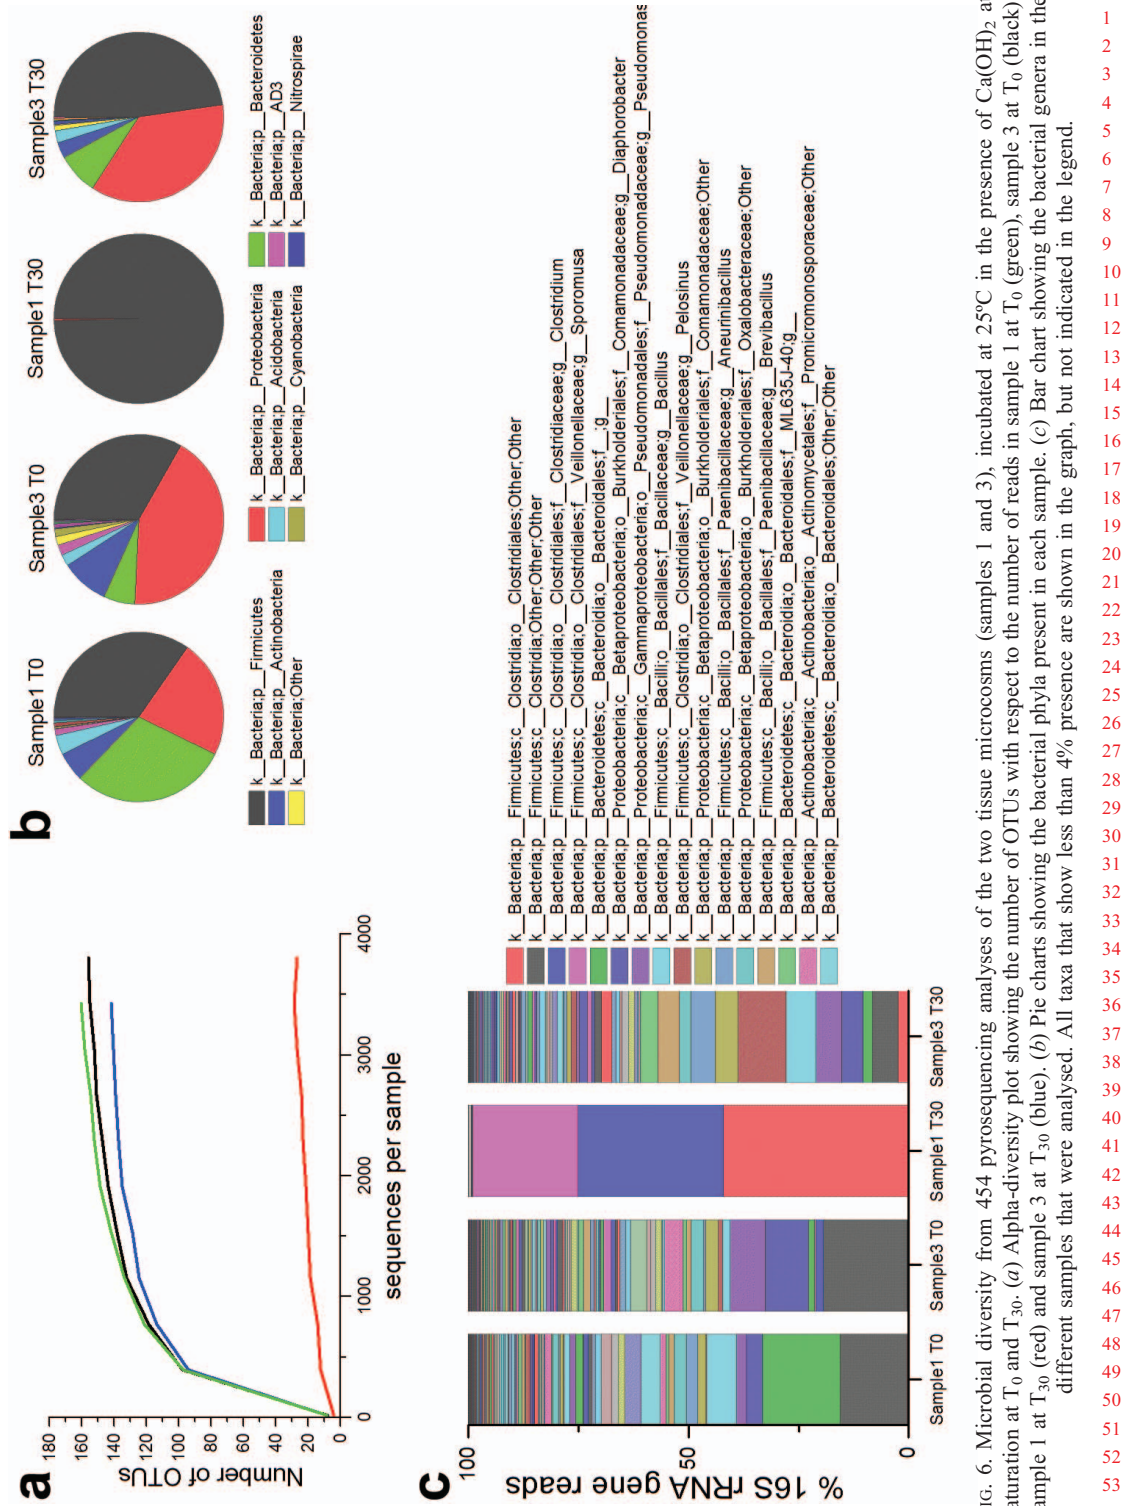 a
Number of OTUs
180
160
140
120
100
80
60
40
20
0
0
1000
2000
3000
4000
sequences per sample
b
Sample1 T0
Sample3 T0
Sample1 T30
Sample3 T30
k__Bacteria;p__Firmicutes
k__Bacteria;p__Proteobacteria
k__Bacteria;p__Bacteroidetes
k__Bacteria;p__Actinobacteria
k__Bacteria;p__Acidobacteria
k__Bacteria;p__AD3
k__Bacteria;Other
k__Bacteria;p__Cyanobacteria
k__Bacteria;p__Nitrospirae
c
% 16S rRNA gene reads
100
50
0
Sample1 T0
Sample3 T0
Sample1 T30
Sample3 T30
k__Bacteria;p__Firmicutes;c__Clostridia;o__Clostridiales;Other;Other
k__Bacteria;p__Firmicutes;c__Clostridia;Other;Other;Other
k__Bacteria;p__Firmicutes;c__Clostridia;o__Clostridiales;f__Clostridiaceae;g__Clostridium
k__Bacteria;p__Firmicutes;c__Clostridia;o__Clostridiales;f__Veillonellaceae;g__Sporomusa
k__Bacteria;p__Bacteroidetes;c__Bacteroidia;o__Bacteroidales;f__;g__
k__Bacteria;p__Proteobacteria;c__Betaproteobacteria;o__Burkholderiales;f__Comamonadaceae;g__Diaphorobacter
k__Bacteria;p__Proteobacteria;c__Gammaproteobacteria;o__Pseudomonadales;f__Pseudomonadaceae;g__Pseudomonas
k__Bacteria;p__Firmicutes;c__Bacilli;o__Bacillales;f__Bacillaceae;g__Bacillus
k__Bacteria;p__Firmicutes;c__Clostridia;o__Clostridiales;f__Veillonellaceae;g__Pelosinus
k__Bacteria;p__Proteobacteria;c__Betaproteobacteria;o__Burkholderiales;f__Comamonadaceae;Other
k__Bacteria;p__Firmicutes;c__Bacilli;o__Bacillales;f__Paenibacillaceae;g__Aneurinibacillus
k__Bacteria;p__Proteobacteria;c__Betaproteobacteria;o__Burkholderiales;f__Oxalobacteraceae;Other
k__Bacteria;p__Firmicutes;c__Bacilli;o__Bacillales;f__Paenibacillaceae;g__Brevibacillus
k__Bacteria;p__Bacteroidetes;c__Bacteroidia;o__Bacteroidales;f__ML635J-40;g__
k__Bacteria;p__Actinobacteria;c__Actinobacteria;o__Actinomycetales;f__Promicromonosporaceae;Other
k__Bacteria;p__Bacteroidetes;c__Bacteroidia;o__Bacteroidales;Other;Other
IG. 6. Microbial diversity from 454 pyrosequencing analyses of the two tissue microcosms (samples 1 and 3), incubated at 25°C in the presence of Ca(OH)2 at
aturation at T0 and T30. (a) Alpha-diversity plot showing the number of OTUs with respect to the number of reads in sample 1 at T0 (green), sample 3 at T0 (black)
ample 1 at T30 (red) and sample 3 at T30 (blue). (b) Pie charts showing the bacterial phyla present in each sample. (c) Bar chart showing the bacterial genera in the
different samples that were analysed. All taxa that show less than 4% presence are shown in the graph, but not indicated in the legend.
1
2
3
4
5
6
7
8
9
10
11
12
13
14
15
16
17
18
19
20
21
22
23
24
25
26
27
28
29
30
31
32
33
34
35
36
37
38
39
40
41
42
43
44
45
46
47
48
49
50
51
52
53